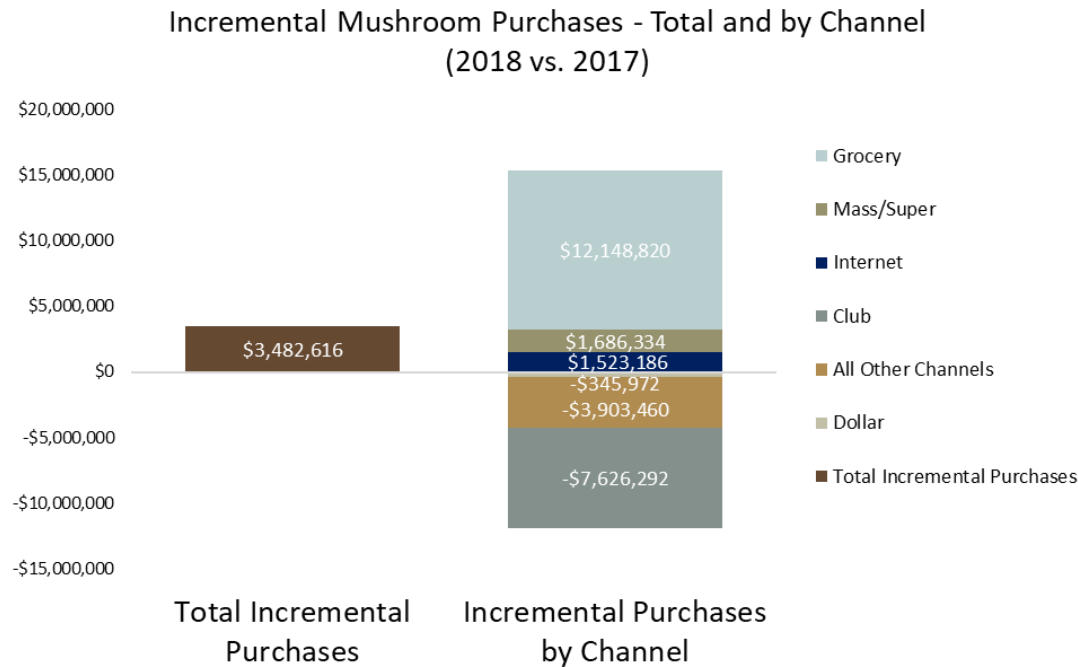 Incremental Mushroom Purchases - Total and by Channel
(2018 vs. 2017)
$20,000,000
$15,000,000
$10,000,000
$5,000,000
$0
-$5,000,000
-$10,000,000
-$15,000,000
$3,482,616
$12,148,820
$1,686,334
$1,523,186
-$345,972
-$3,903,460
-$7,626,292
Total Incremental
Purchases
Incremental Purchases
by Channel
Grocery
Mass/Super
Internet
Club
All Other Channels
Dollar
Total Incremental Purchases